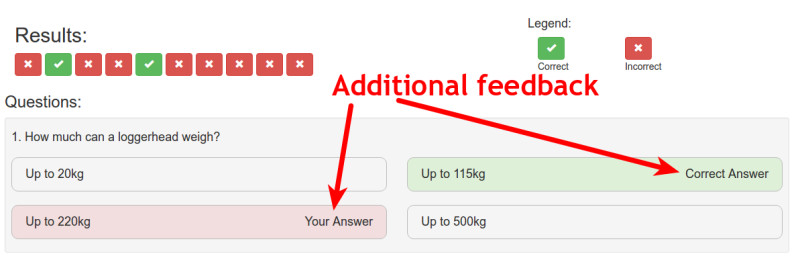 Legend:
Results:
Correct
Incorrect
Additional feedback
Questions:
1. How much can a loggerhead weigh?
Up to 20kg
Up to 115kg
Correct Answer
Up to 220kg
Your Answer
Up to 500kg